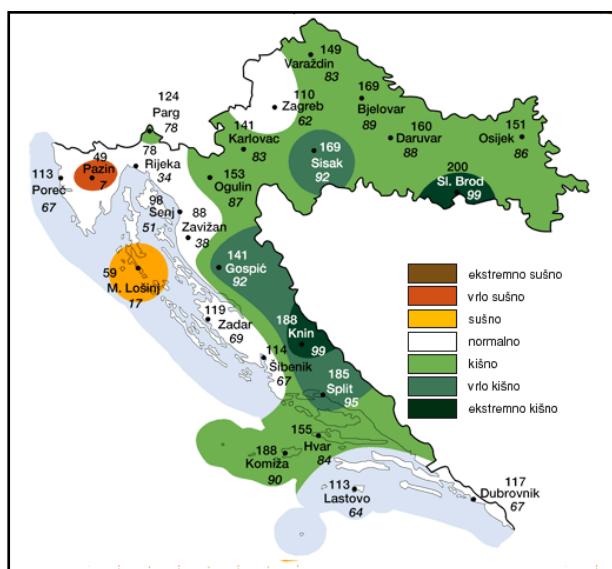 149
Varaždin
83
124
Parg
78
110
Zagreb
62
169
Bjelovar
89
141
Karlovac
83
160
Daruvar
88
151
Osijek
86
78
Rijeka
34
49
Pazin
7
113
Poreč
67
153
Ogulin
87
169
Sisak
92
200
Sl. Brod
99
98
Senj
51
88
Zavižan
38
141
Gospić
92
59
M. Lošinj
17
119
Zadar
69
188
Knin
99
114
Šibenik
67
185
Split
95
155
Hvar
84
188
Komiža
90
113
Lastovo
64
117
Dubrovnik
67
ekstremno sušno
vrlo sušno
sušno
normalno
kišno
vrlo kišno
ekstremno kišno